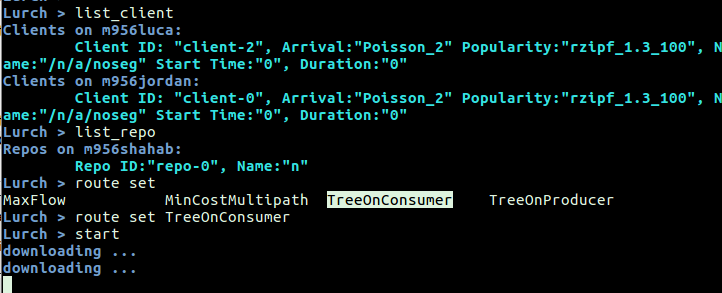 Lurch > list_client
Clients on m956luca:
Client ID: "client-2", Arrival:"Poisson_2" Popularity:"rzipf_1.3_100", N
ame:"/n/a/noseg" Start Time:"0", Duration:"0"
Clients on m956jordan:
Client ID: "client-0", Arrival:"Poisson_2" Popularity:"rzipf_1.3_100", N
ame:"/n/a/noseg" Start Time:"0", Duration:"0"
Lurch > list_repo
Repos on m956shahab:
Repo ID:"repo-0", Name:"n"
Lurch > route set
MaxFlow MinCostMultipath TreeOnConsumer TreeOnProducer
Lurch > route set TreeOnConsumer
Lurch > start
downloading ...
downloading ...